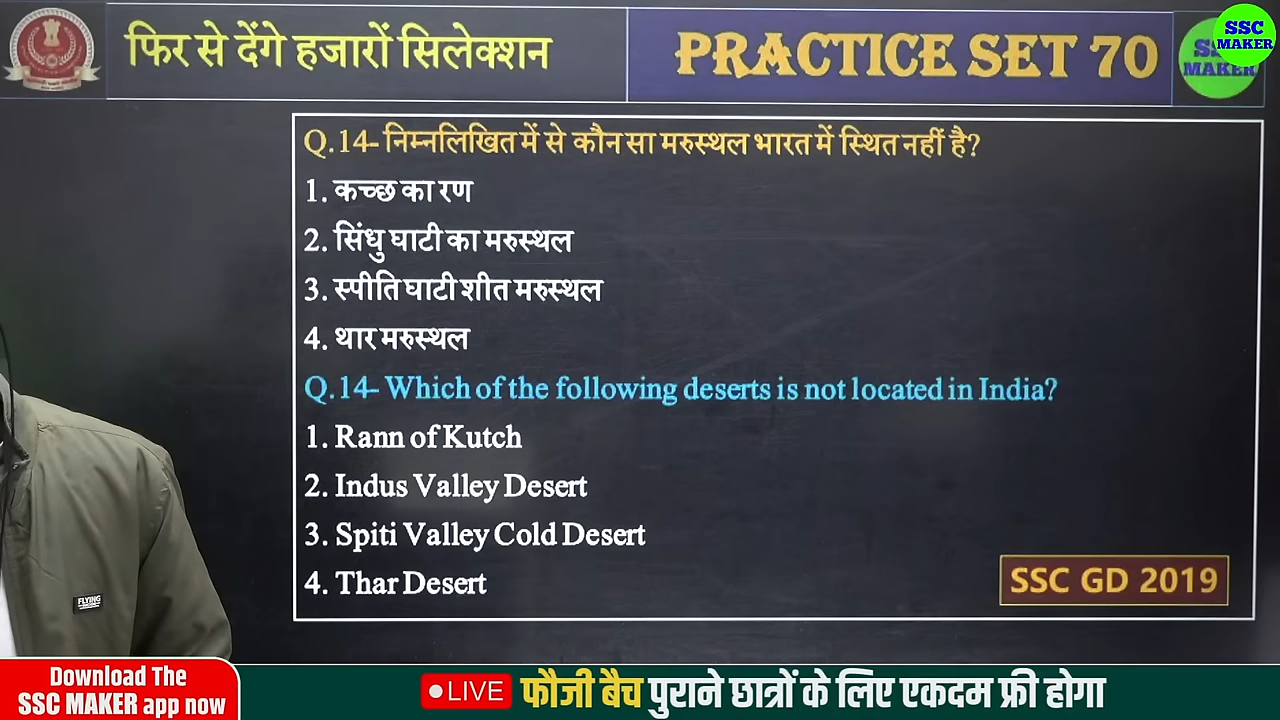 फिर से देंगे हजारों सिलेक्शन
PRACTICE SET 70
SSC
MAKER
MAKER
Q.14- निम्नलिखित में से कौन सा मरुस्थल भारत में स्थित नहीं है?
1. कच्छ का रण
2. सिंधु घाटी का मरुस्थल
3. स्पीति घाटी शीत मरुस्थल
4. थार मरुस्थल
Q.14- Which of the following deserts is not located in India?
1. Rann of Kutch
2. Indus Valley Desert
3. Spiti Valley Cold Desert
4. Thar Desert
SSC GD 2019
FLYING
Download The
SSC MAKER app now
LIVE
फौजी बैच पुराने छात्रों के लिए एकदम फ्री होगा